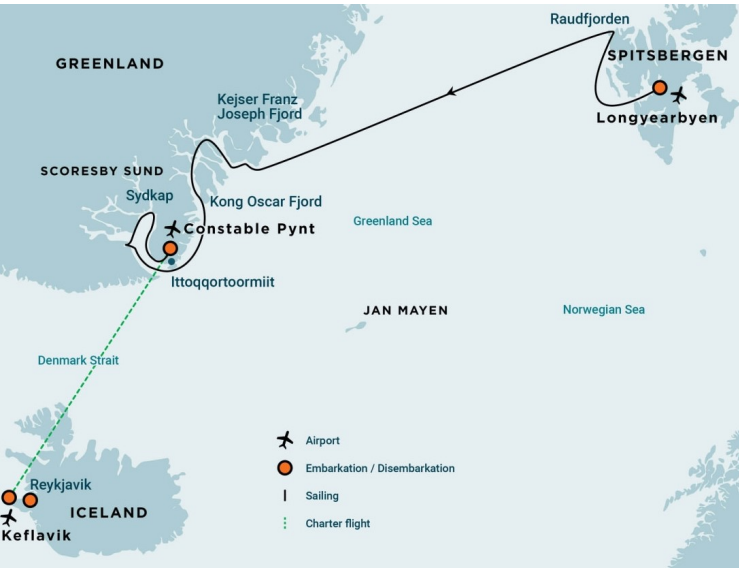 Raudfjorden
SPITSBERGEN
GREENLAND
Kejser Franz
Joseph Fjord
Longyearbyen
SCORESBY SUND
Sydkap
Kong Oscar Fjord
Constable Pynt
Greenland Sea
Ittoqqortoormiit
JAN MAYEN
Norwegian Sea
Denmark Strait
Airport
Embarkation / Disembarkation
Reykjavik
Sailing
ICELAND
Charter flight
Keflavik